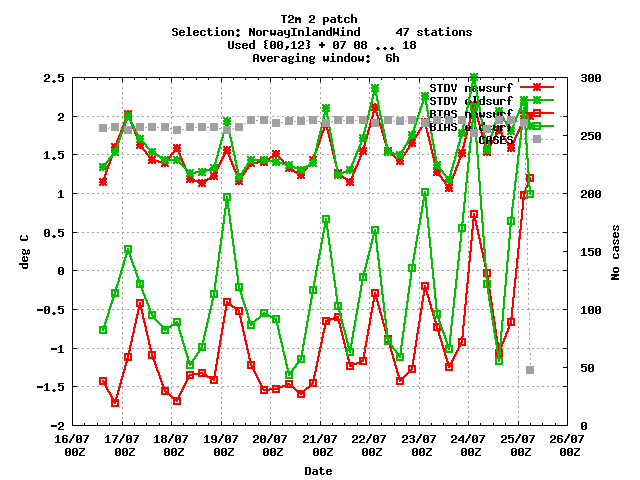 T2m 2 patch
Selection: NorwayInlandWind 47 stations
Used {00,12} + 07 08 ... 18
Averaging window: 6h
STDV newsurf
STDV oldsurf
BIAS newsurf
BIAS oldsurf
CASES
2.5
2
1.5
1
0.5
0
-0.5
-1
-1.5
-2
deg C
300
250
200
150
100
50
0
No cases
16/07 17/07 18/07 19/07 20/07 21/07 22/07 23/07 24/07 25/07 26/07
00Z 00Z 00Z 00Z 00Z 00Z 00Z 00Z 00Z 00Z 00Z
Date